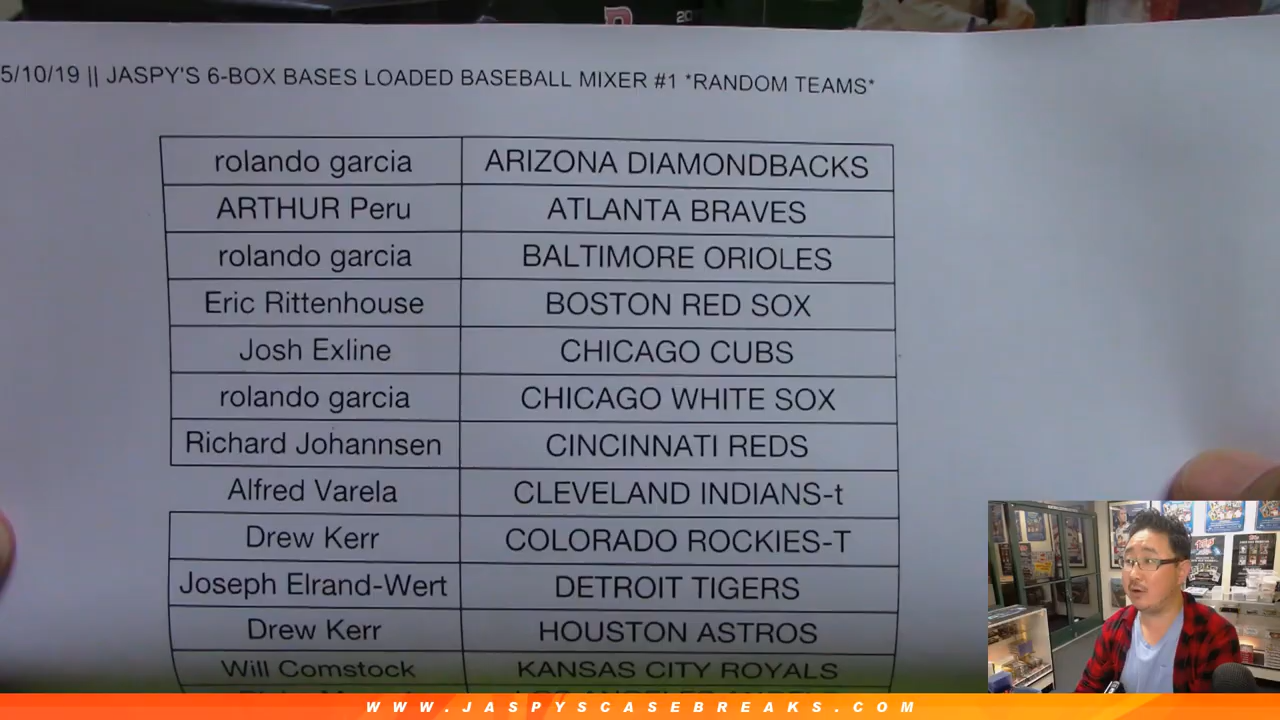 5/10/19 || JASPY'S 6-BOX BASES LOADED BASEBALL MIXER #1 *RANDOM TEAMS*
rolando garcia ARIZONA DIAMONDBACKS
ARTHUR Peru ATLANTA BRAVES
rolando garcia BALTIMORE ORIOLES
Eric Rittenhouse BOSTON RED SOX
Josh Exline CHICAGO CUBS
rolando garcia CHICAGO WHITE SOX
Richard Johannsen CINCINNATI REDS
Alfred Varela CLEVELAND INDIANS-t
Drew Kerr COLORADO ROCKIES-T
Joseph Elrand-Wert DETROIT TIGERS
Drew Kerr HOUSTON ASTROS
Will Comstock KANSAS CITY ROYALS
WWW.JASPYSCASEBREAKS.COM